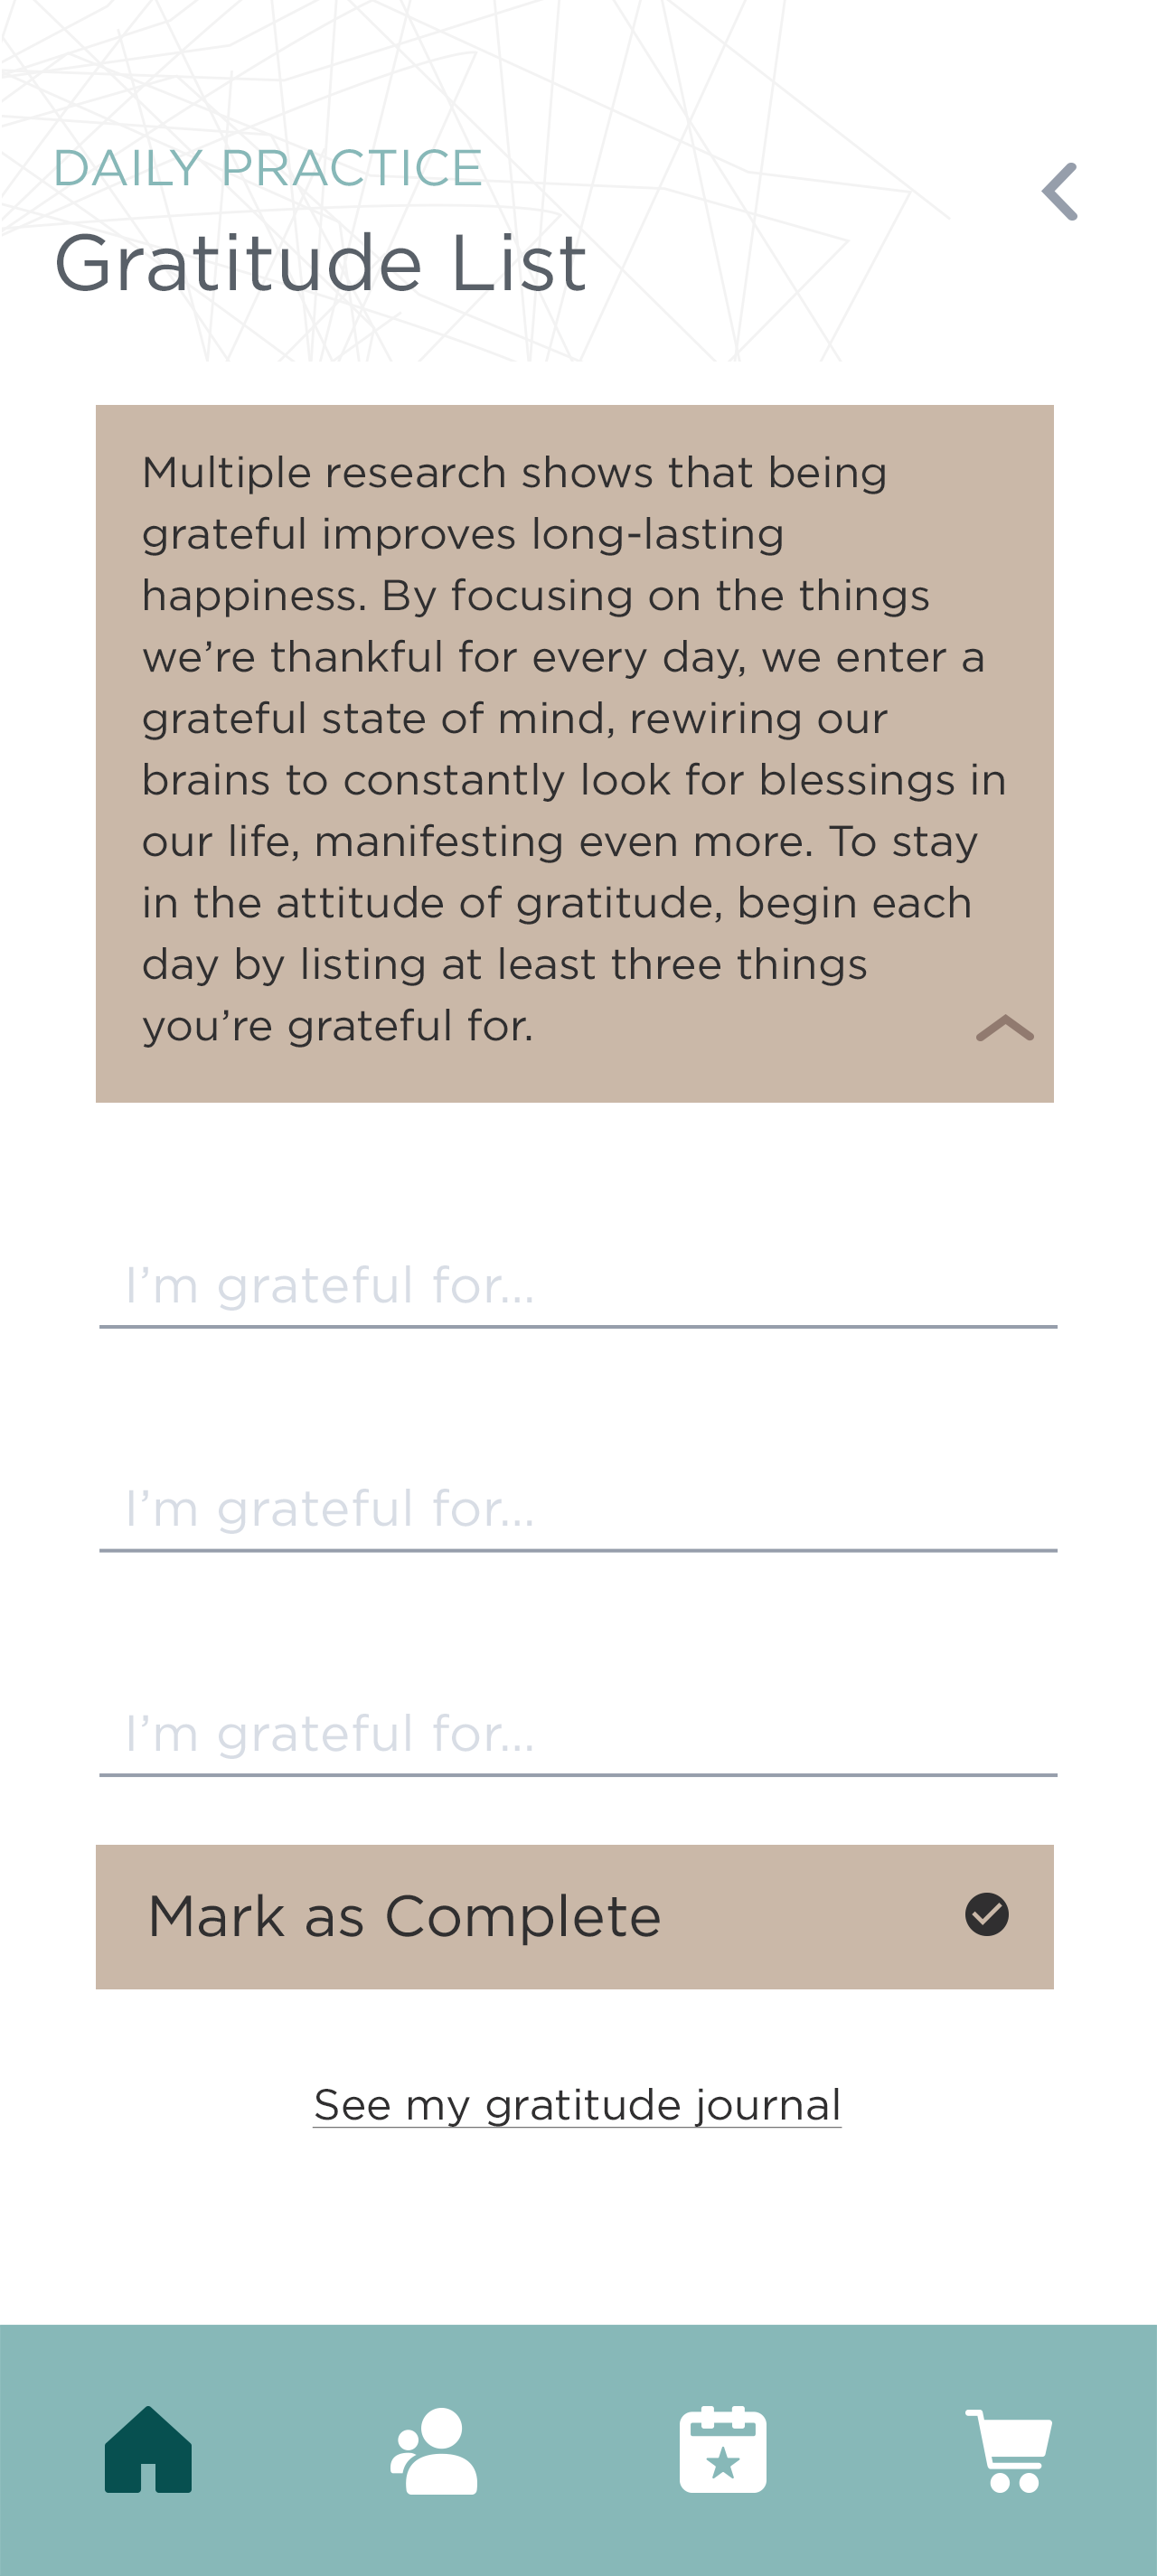 DAILY PRACTICE
Gratitude List
Multiple research shows that being
grateful improves long-lasting
happiness. By focusing on the things
we’re thankful for every day, we enter a
grateful state of mind, rewiring our
brains to constantly look for blessings in
our life, manifesting even more. To stay
in the attitude of gratitude, begin each
day by listing at least three things
you’re grateful for.
I’m grateful for...
I’m grateful for...
I’m grateful for...
Mark as Complete
See my gratitude journal